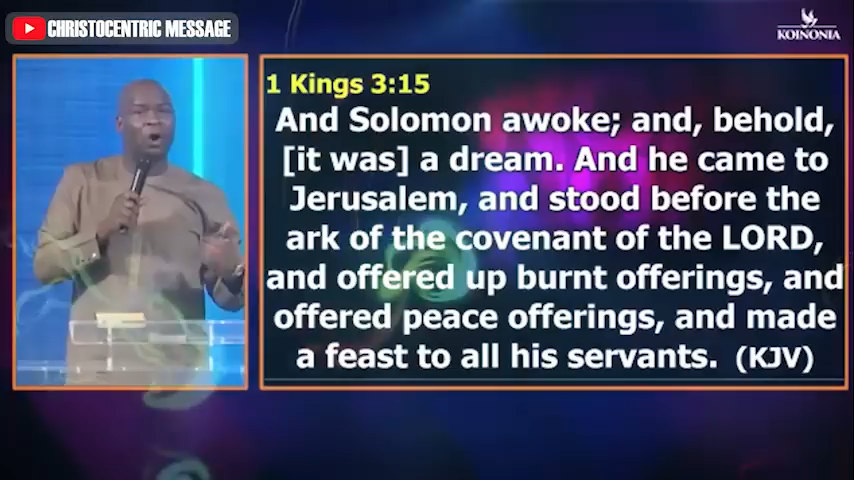 CHRISTOCENTRIC MESSAGE
KOINONIA
1 Kings 3:15
And Solomon awoke; and, behold,
[it was] a dream. And he came to
Jerusalem, and stood before the
ark of the covenant of the LORD,
and offered up burnt offerings, and
offered peace offerings, and made
a feast to all his servants. (KJV)